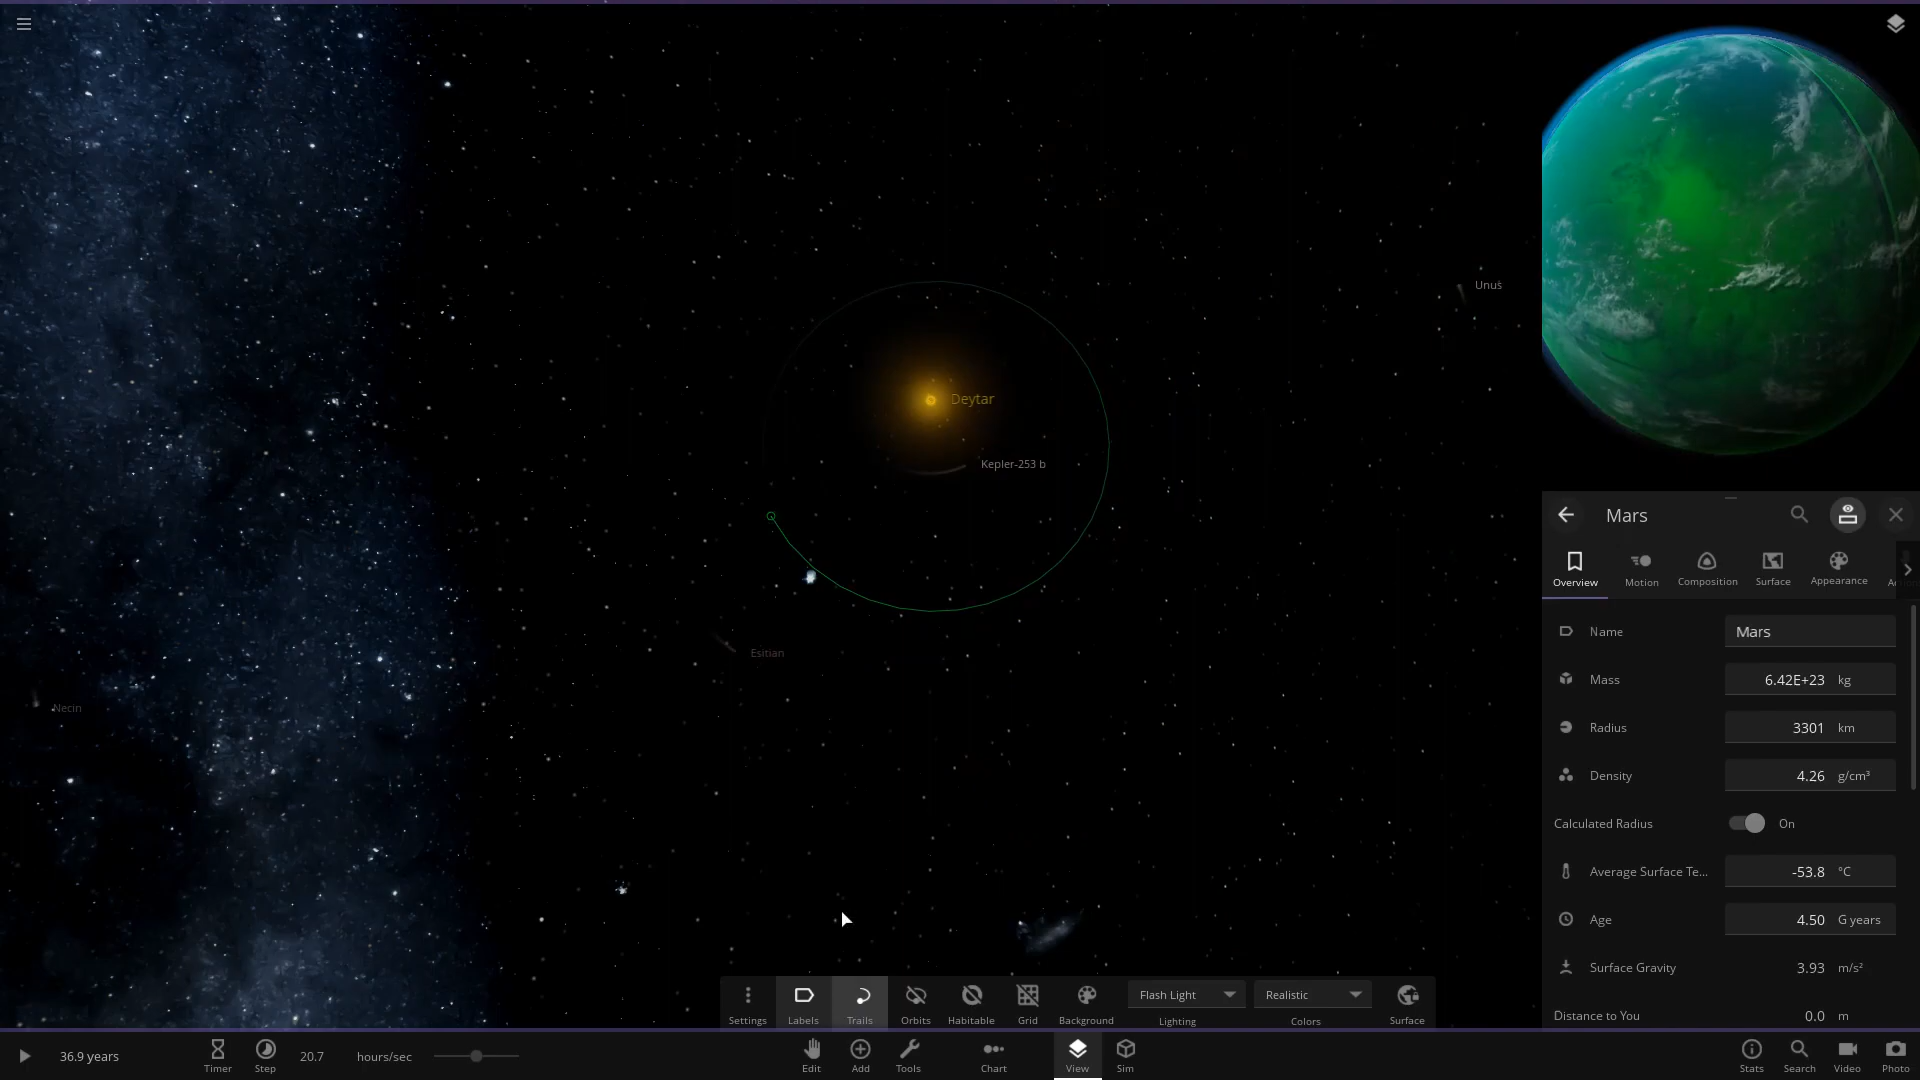 Unuš
Deytar
Kepler-253 b
Esitian
Necin
Mars
Overview
Motion
Composition
Surface
Appearance
Name
Mars
Mass
6.42E+23 kg
Radius
3301 km
Density
4.26 g/cm³
Calculated Radius
On
Average Surface Te...
-53.8 °C
Age
4.50 G years
Surface Gravity
3.93 m/s²
Distance to You
0.0 m
Settings
Labels
Trails
Orbits
Habitable
Grid
Background
Flash Light
Lighting
Realistic
Colors
Surface
36.9 years
Timer
Step
20.7 hours/sec
Edit
Add
Tools
Chart
View
Sim
Stats
Search
Video
Photo